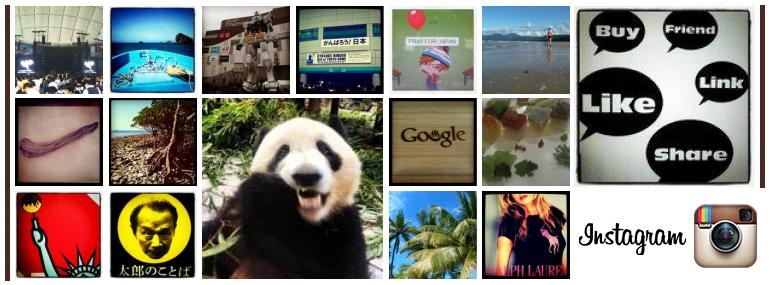 がんばろう!日本
PRAY FOR JAPAN
Buy
Friend
Like
Link
Share
Google
太郎のことば
RALPH LAUREN
Instagram